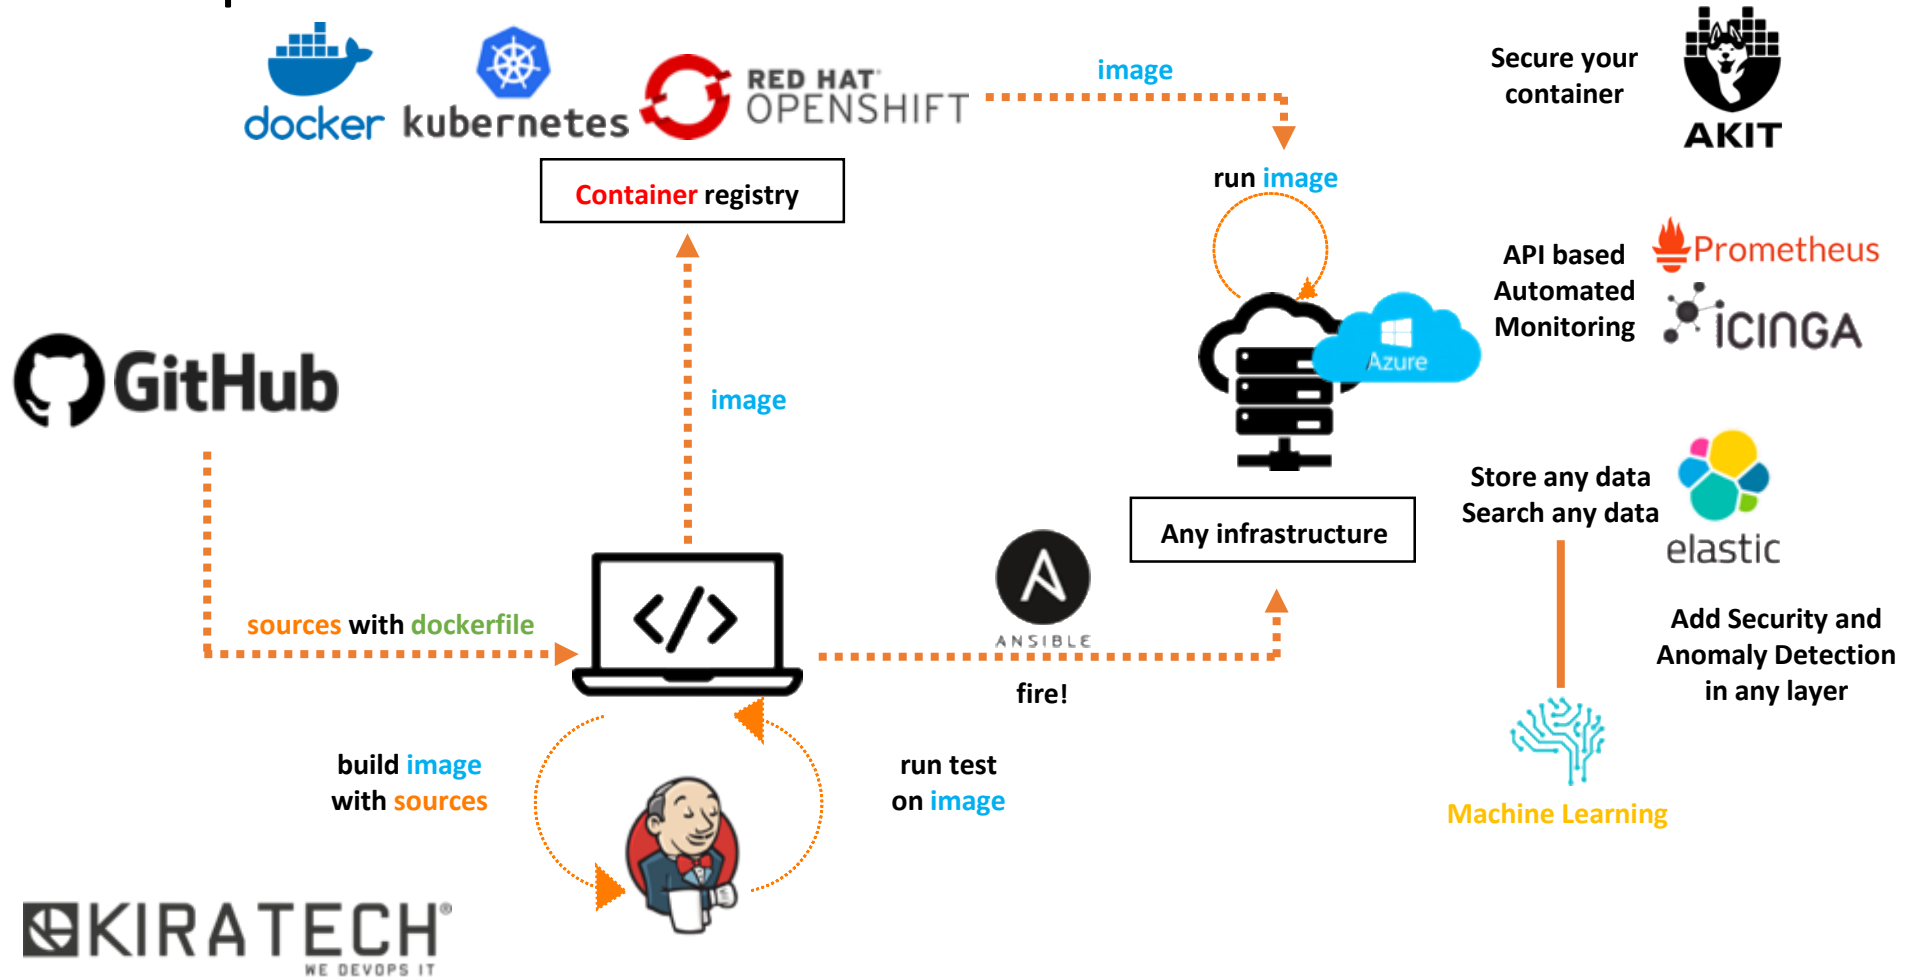 docker
kubernetes
RED HAT
OPENSHIFT
image
Secure your
container
AKIT
Container registry
run image
API based
Automated
Monitoring
Prometheus
ICINGA
Azure
GitHub
image
Store any data
Search any data
elastic
Any infrastructure
ANSIBLE
sources with dockerfile
</>
fire!
Add Security and
Anomaly Detection
in any layer
build image
with sources
run test
on image
Machine Learning
KIRATECH®
WE DEVOPS IT